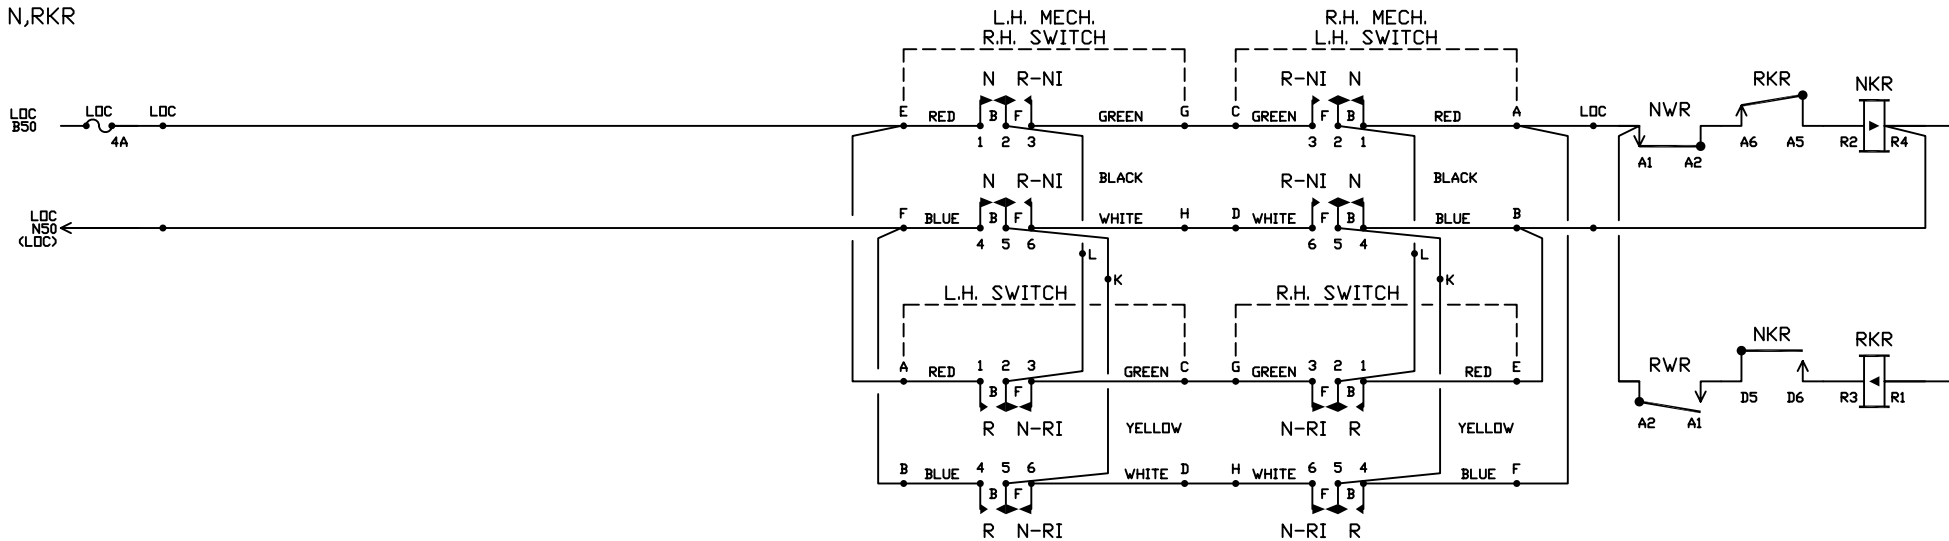 N,RKR
L.H. MECH. R.H. MECH.
R.H. SWITCH L.H. SWITCH
N R-NI R-NI N RKR NKR
LOC LOC LOC E RED B F GREEN G C GREEN F B RED A LOC NWR
B50
4A 1 2 3 3 2 1 A1 A2 A6 A5 R2 R4
N R-NI BLACK R-NI N BLACK
LOC F BLUE B F WHITE H D WHITE F B BLUE B
N50
(LOC) 4 5 6 6 5 4
L L
K K
L.H. SWITCH R.H. SWITCH
NKR RKR
A RED 1 2 3 GREEN C G GREEN 3 2 1 RED E RWR
B F F B D5 D6 R3 R1
R N-RI YELLOW N-RI R YELLOW A2 A1
B BLUE 4 5 6 WHITE D H WHITE 6 5 4 BLUE F
B F F B
R N-RI N-RI R